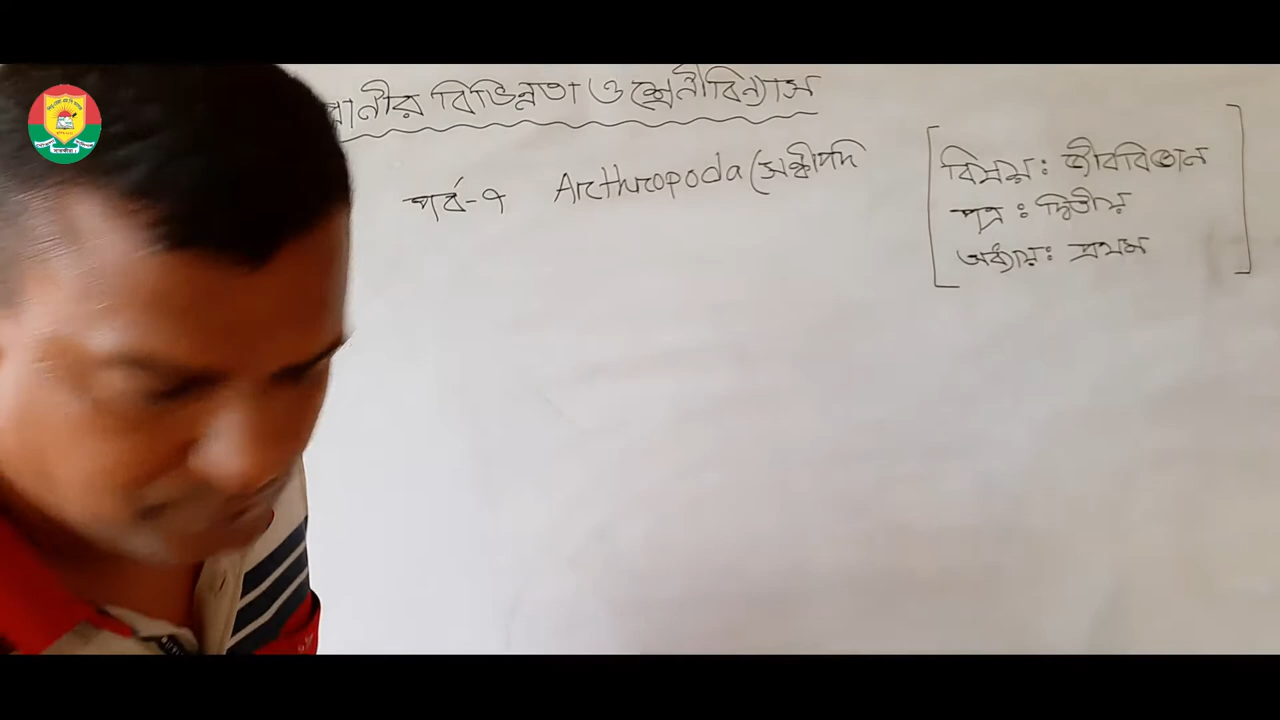 প্রানীর বিভিন্নতা ও শ্রেনীবিন্যাস
পর্ব-৭ Arthropoda (সন্ধীপদি
বিষয়: জীববিজ্ঞান
পত্র : দ্বিতীয়
অধ্যায়: প্রথম